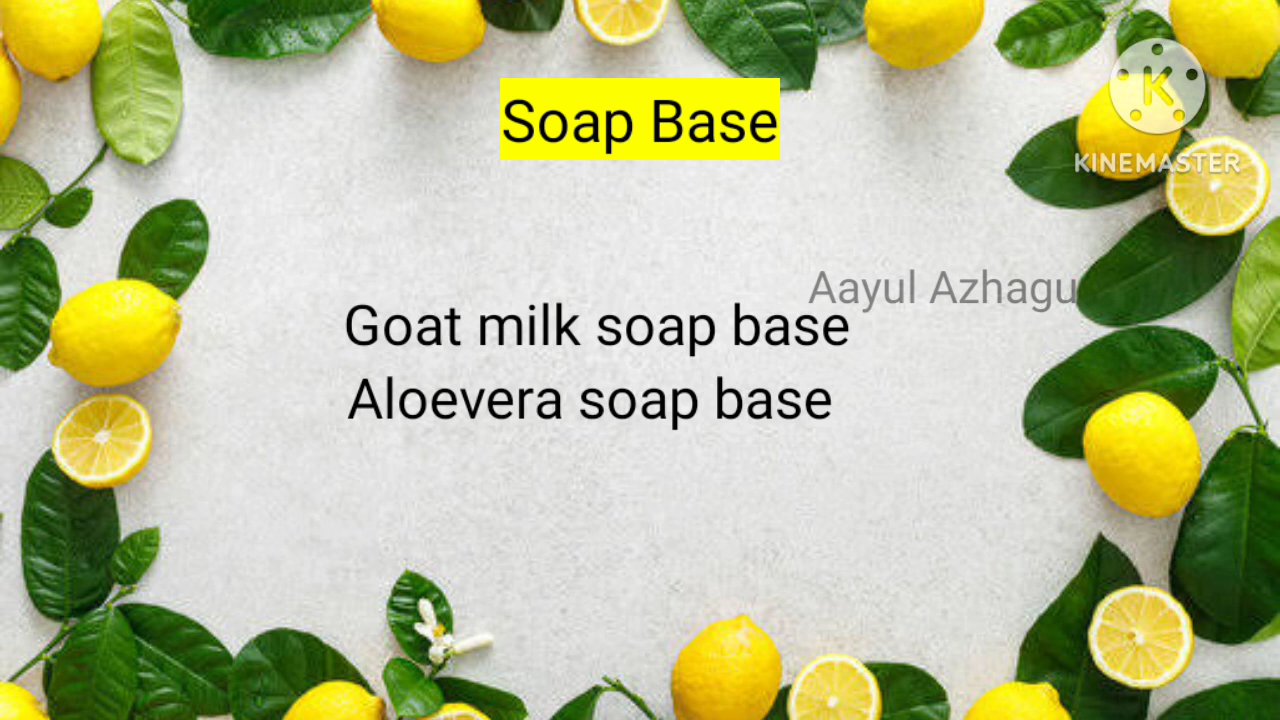 Soap Base
K
KINEMASTER
Aayul Azhagu
Goat milk soap base
Aloevera soap base